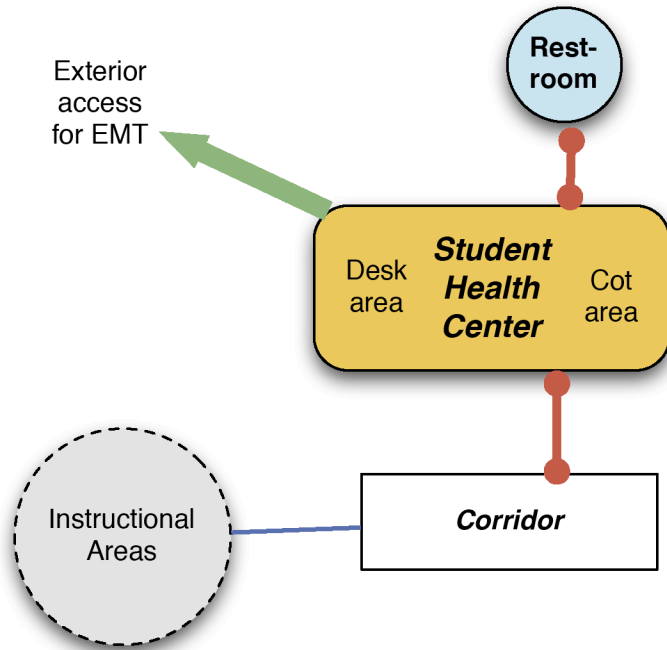 Rest-
room
Exterior
access
for EMT
Desk
area
Student
Health
Center
Cot
area
Instructional
Areas
Corridor